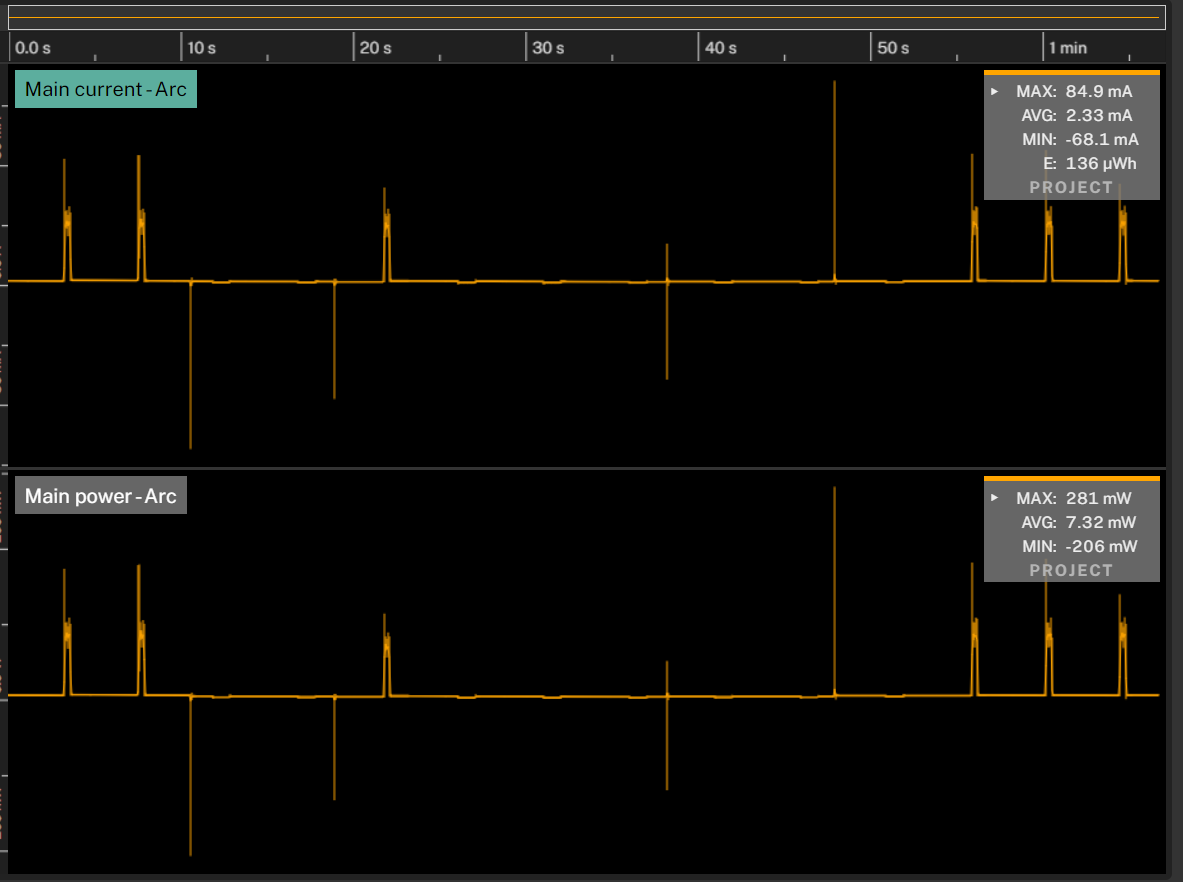 0.0 s 10 s 20 s 30 s 40 s 50 s 1 min
Main current - Arc
MAX: 84.9 mA
AVG: 2.33 mA
MIN: -68.1 mA
E: 136 µWh
PROJECT
Main power - Arc
MAX: 281 mW
AVG: 7.32 mW
MIN: -206 mW
PROJECT